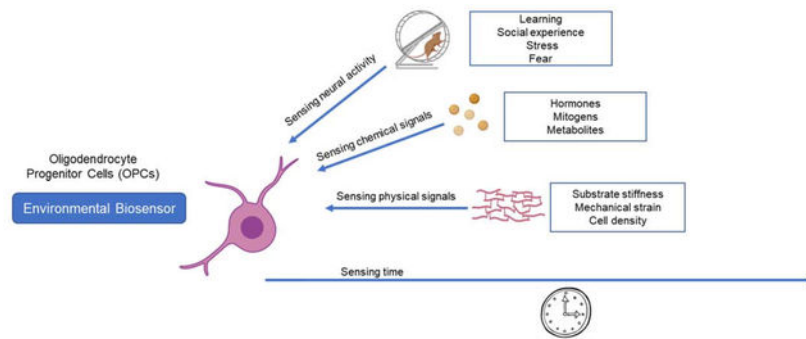 Learning
Social experience
Stress
Fear
Sensing neural activity
Hormones
Mitogens
Metabolites
Sensing chemical signals
Oligodendrocyte
Progenitor Cells (OPCs)
Environmental Biosensor
Sensing physical signals
Substrate stiffness
Mechanical strain
Cell density
Sensing time